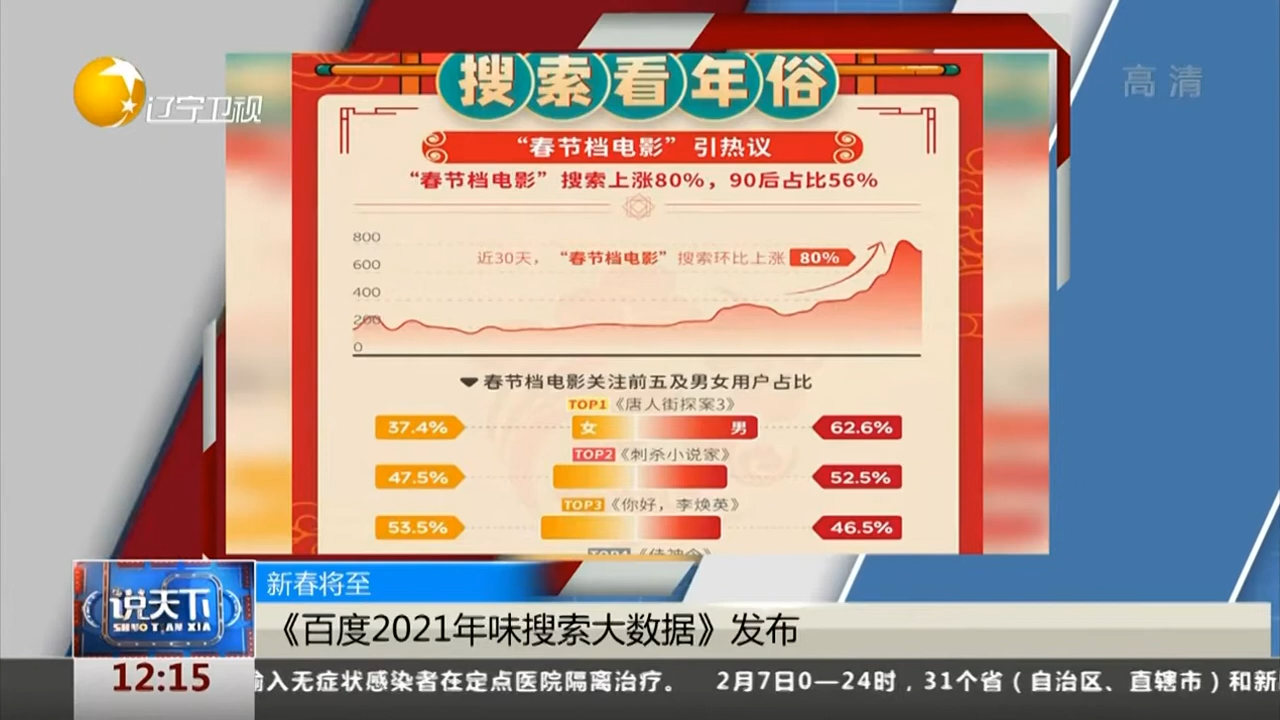 搜索看年俗
辽宁卫视
高清
“春节档电影”引热议
“春节档电影”搜索上涨80%，90后占比56%
800
600
400
200
0
近30天，“春节档电影”搜索环比上涨 80%
春节档电影关注前五及男女用户占比
TOP1《唐人街探案3》
37.4% 女 男 62.6%
TOP2《刺杀小说家》
47.5% 52.5%
TOP3《你好，李焕英》
53.5% 46.5%
TOP4《侍神令》
新春将至
说天下
SHUO TIAN XIA
《百度2021年味搜索大数据》发布
12:15
输入无症状感染者在定点医院隔离治疗。 2月7日0—24时，31个省（自治区、直辖市）和新